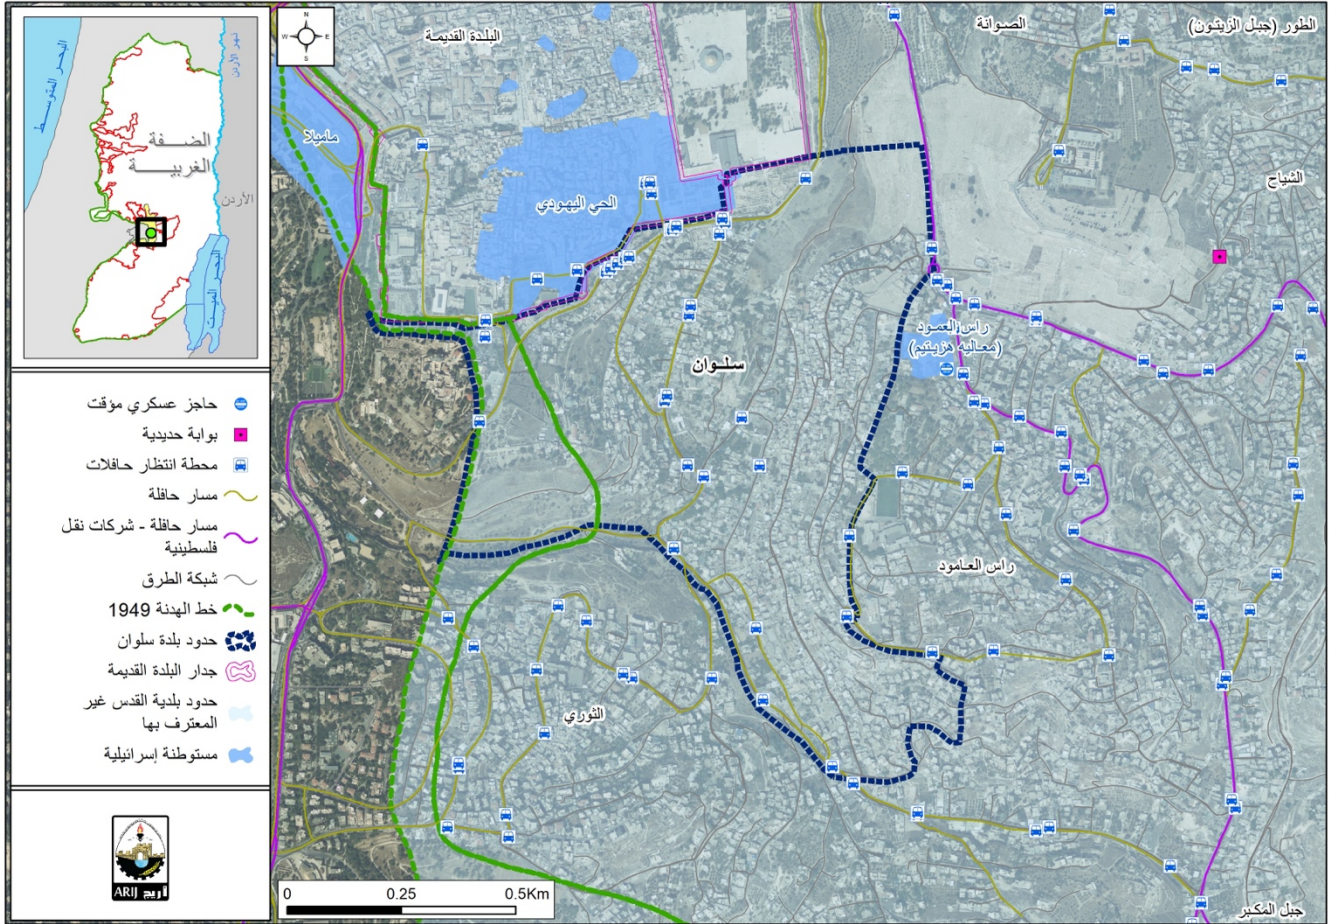 البحر المتوسط
نهر الأردن
الضفة
الغربية
الأردن
البحر الميت
حاجز عسكري مؤقت
بوابة حديدية
محطة انتظار حافلات
مسار حافلة
مسار حافلة - شركات نقل
فلسطينية
شبكة الطرق
خط الهدنة 1949
حدود بلدة سلوان
جدار البلدة القديمة
حدود بلدية القدس غير
المعترف بها
مستوطنة إسرائيلية
ARIJ أريج
N
W E
S
البلدة القديمة
الصوانة
الطور (جبل الزيتون)
ماميلا
الشياح
الحي اليهودي
راس العمود
(معاليه هزيتيم)
سلوان
راس العامود
الثوري
جبل المكبر
0 0.25 0.5Km